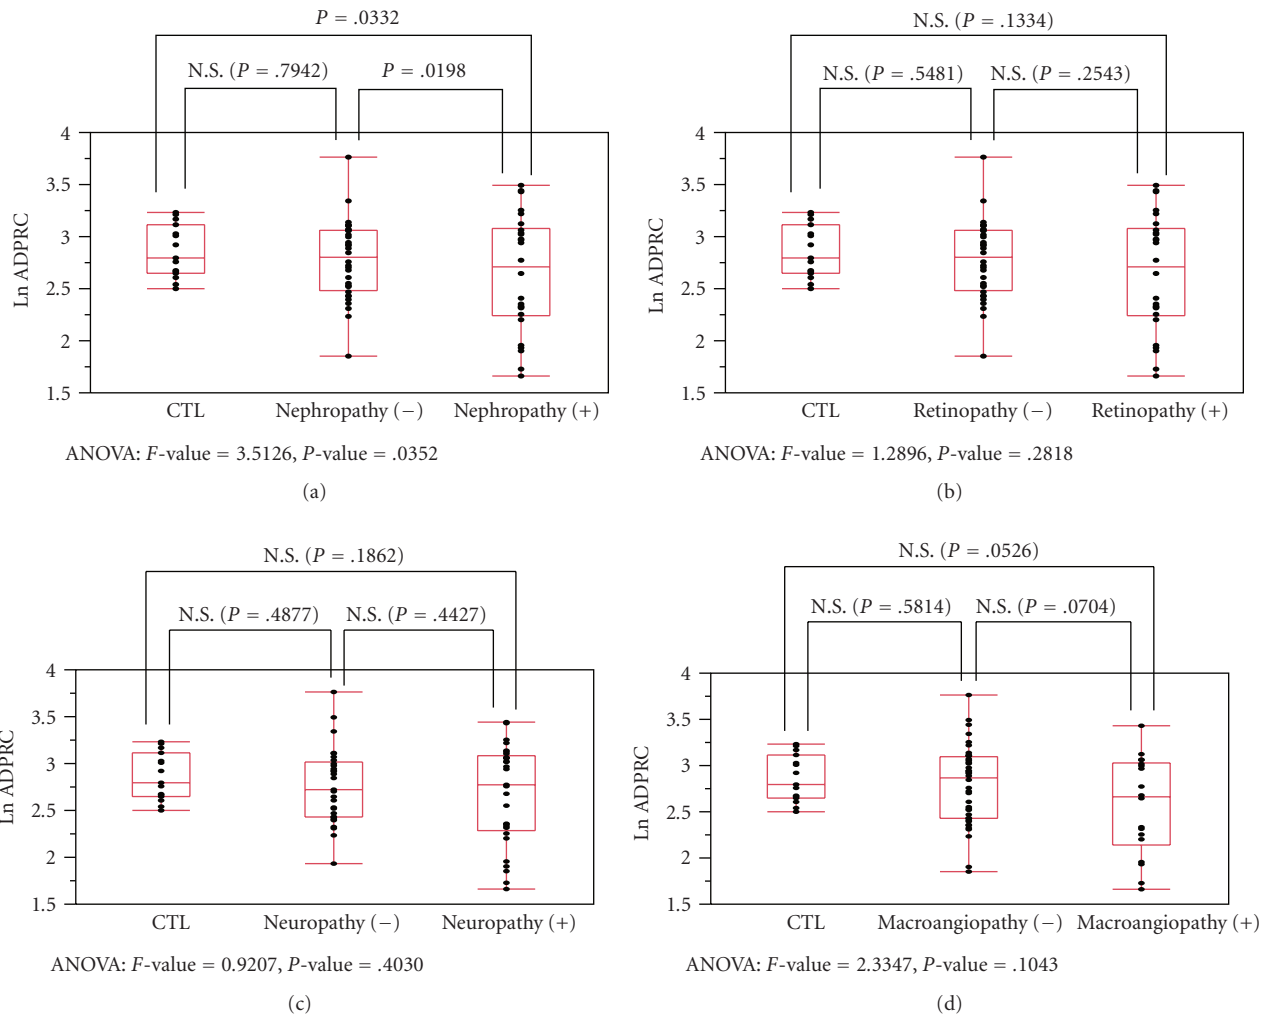 P = .0332
N.S. (P = .7942) P = .0198
4
3.5
3
2.5
2
1.5
Ln ADPRC
CTL Nephropathy (−) Nephropathy (+)
ANOVA: F-value = 3.5126, P-value = .0352
(a)
N.S. (P = .1334)
N.S. (P = .5481) N.S. (P = .2543)
4
3.5
3
2.5
2
1.5
Ln ADPRC
CTL Retinopathy (−) Retinopathy (+)
ANOVA: F-value = 1.2896, P-value = .2818
(b)
N.S. (P = .1862)
N.S. (P = .4877) N.S. (P = .4427)
4
3.5
3
2.5
2
1.5
Ln ADPRC
CTL Neuropathy (−) Neuropathy (+)
ANOVA: F-value = 0.9207, P-value = .4030
(c)
N.S. (P = .0526)
N.S. (P = .5814) N.S. (P = .0704)
4
3.5
3
2.5
2
1.5
Ln ADPRC
CTL Macroangiopathy (−) Macroangiopathy (+)
ANOVA: F-value = 2.3347, P-value = .1043
(d)